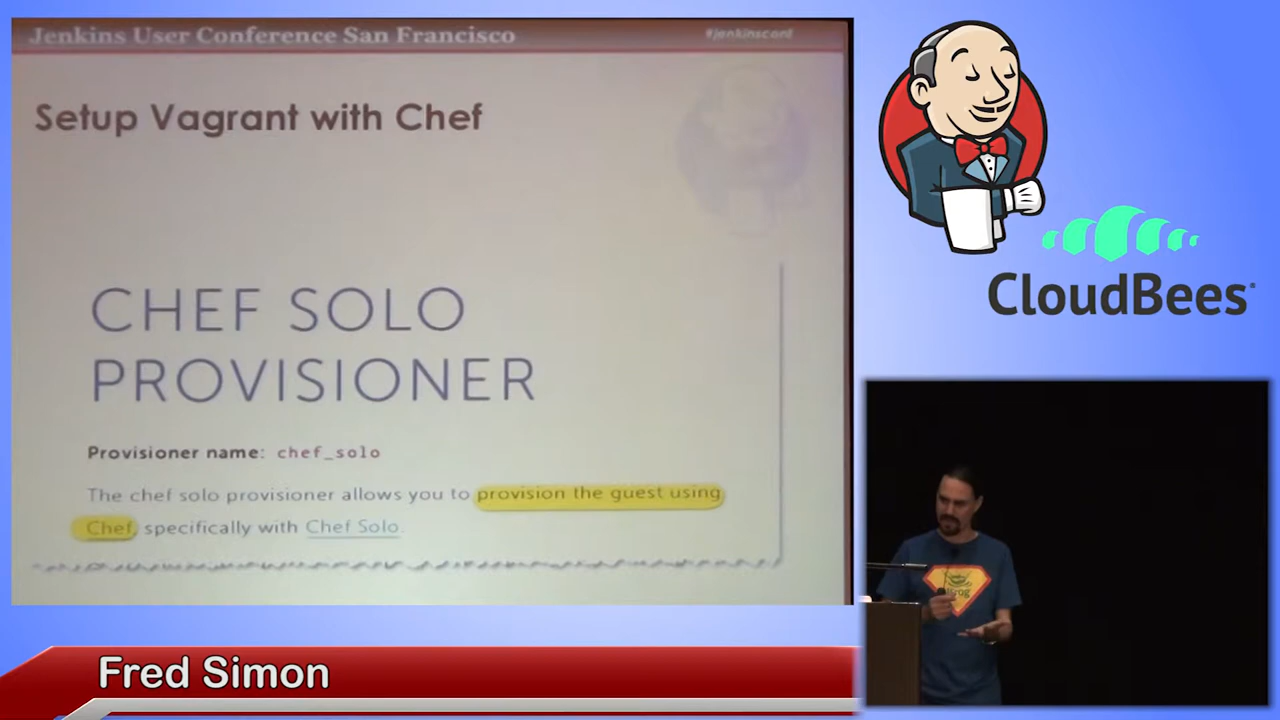 Jenkins User Conference San Francisco
#jenkinsconf
Setup Vagrant with Chef
CHEF SOLO
PROVISIONER
Provisioner name: chef_solo
The chef solo provisioner allows you to provision the guest using
Chef, specifically with Chef Solo.
CloudBees
Frog
Fred Simon